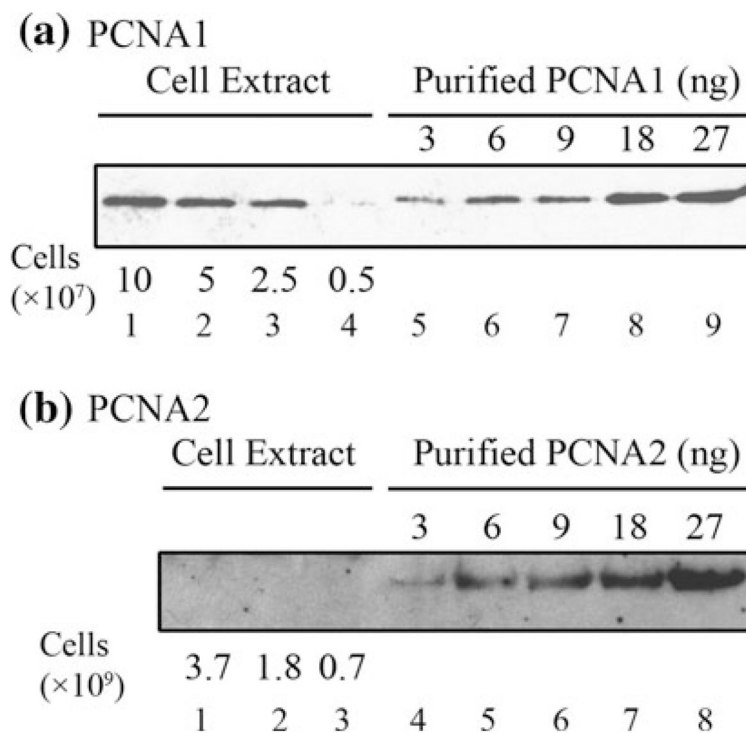 (a) PCNA1
Cell Extract Purified PCNA1 (ng)
3 6 9 18 27
Cells
(×10⁷)
10 5 2.5 0.5
1 2 3 4 5 6 7 8 9
(b) PCNA2
Cell Extract Purified PCNA2 (ng)
3 6 9 18 27
Cells
(×10⁹)
3.7 1.8 0.7
1 2 3 4 5 6 7 8